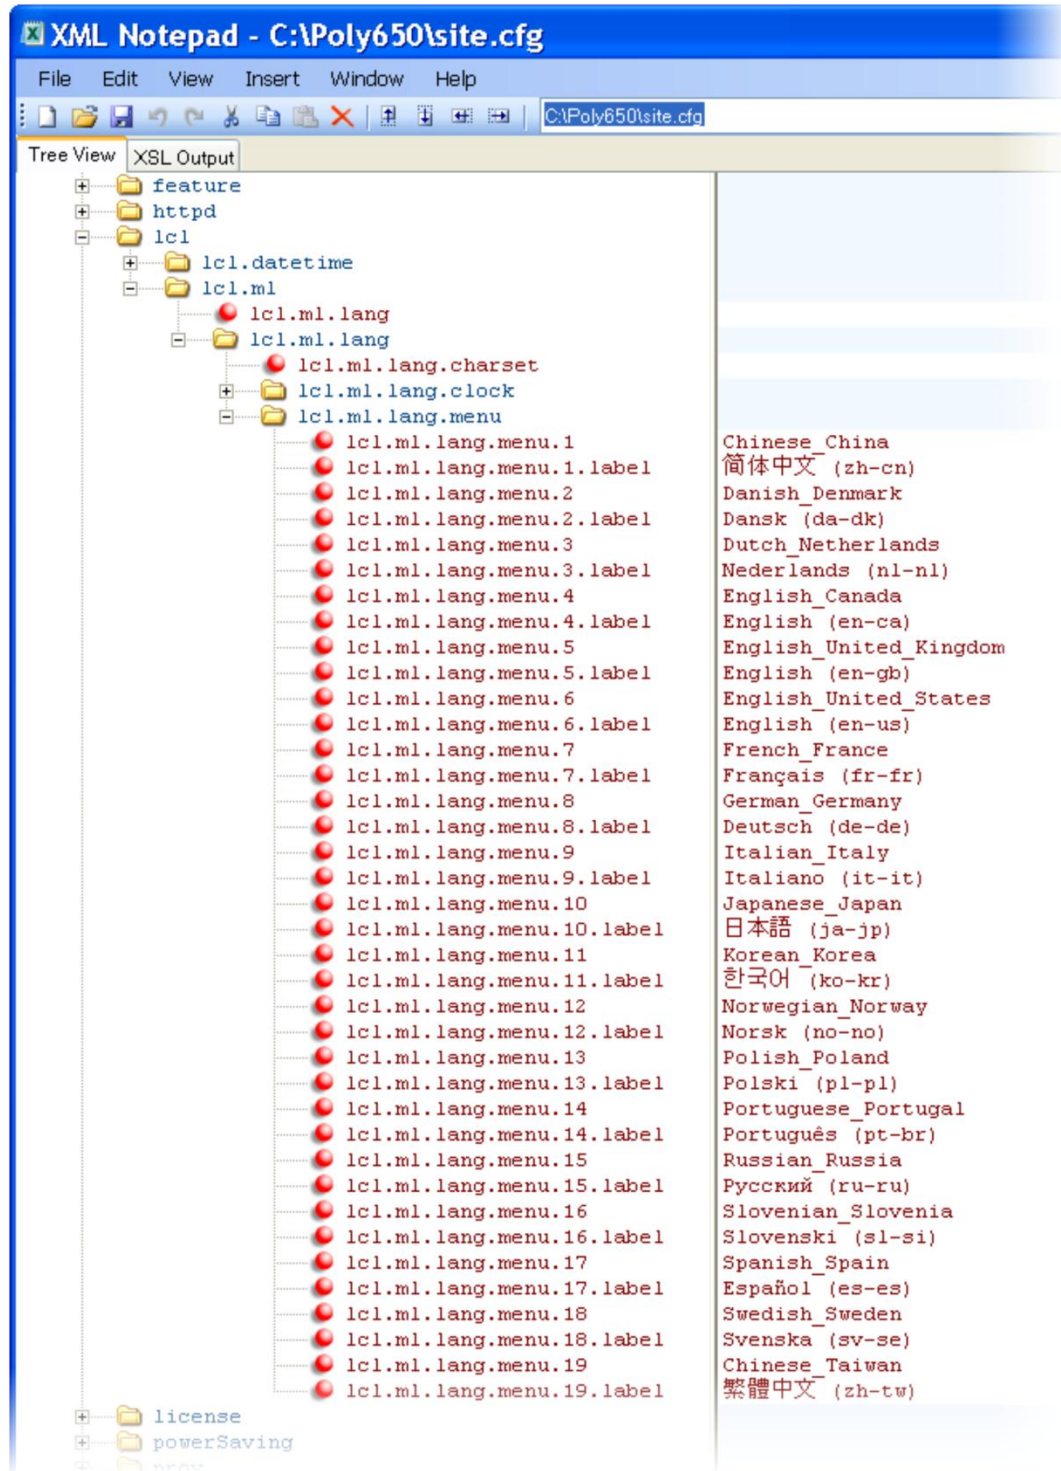 XML Notepad - C:\Poly650\site.cfg
File Edit View Insert Window Help
C:\Poly650\site.cfg
Tree View XSL Output
feature
httpd
lcl
lcl.datetime
lcl.ml
lcl.ml.lang
lcl.ml.lang
lcl.ml.lang.charset
lcl.ml.lang.clock
lcl.ml.lang.menu
lcl.ml.lang.menu.1 Chinese_China
lcl.ml.lang.menu.1.label 简体中文 (zh-cn)
lcl.ml.lang.menu.2 Danish_Denmark
lcl.ml.lang.menu.2.label Dansk (da-dk)
lcl.ml.lang.menu.3 Dutch_Netherlands
lcl.ml.lang.menu.3.label Nederlands (nl-nl)
lcl.ml.lang.menu.4 English_Canada
lcl.ml.lang.menu.4.label English (en-ca)
lcl.ml.lang.menu.5 English_United_Kingdom
lcl.ml.lang.menu.5.label English (en-gb)
lcl.ml.lang.menu.6 English_United_States
lcl.ml.lang.menu.6.label English (en-us)
lcl.ml.lang.menu.7 French_France
lcl.ml.lang.menu.7.label Français (fr-fr)
lcl.ml.lang.menu.8 German_Germany
lcl.ml.lang.menu.8.label Deutsch (de-de)
lcl.ml.lang.menu.9 Italian_Italy
lcl.ml.lang.menu.9.label Italiano (it-it)
lcl.ml.lang.menu.10 Japanese_Japan
lcl.ml.lang.menu.10.label 日本語 (ja-jp)
lcl.ml.lang.menu.11 Korean_Korea
lcl.ml.lang.menu.11.label 한국어 (ko-kr)
lcl.ml.lang.menu.12 Norwegian_Norway
lcl.ml.lang.menu.12.label Norsk (no-no)
lcl.ml.lang.menu.13 Polish_Poland
lcl.ml.lang.menu.13.label Polski (pl-pl)
lcl.ml.lang.menu.14 Portuguese_Portugal
lcl.ml.lang.menu.14.label Português (pt-br)
lcl.ml.lang.menu.15 Russian_Russia
lcl.ml.lang.menu.15.label Русский (ru-ru)
lcl.ml.lang.menu.16 Slovenian_Slovenia
lcl.ml.lang.menu.16.label Slovenski (sl-si)
lcl.ml.lang.menu.17 Spanish_Spain
lcl.ml.lang.menu.17.label Español (es-es)
lcl.ml.lang.menu.18 Swedish_Sweden
lcl.ml.lang.menu.18.label Svenska (sv-se)
lcl.ml.lang.menu.19 Chinese_Taiwan
lcl.ml.lang.menu.19.label 繁體中文 (zh-tw)
license
powerSaving